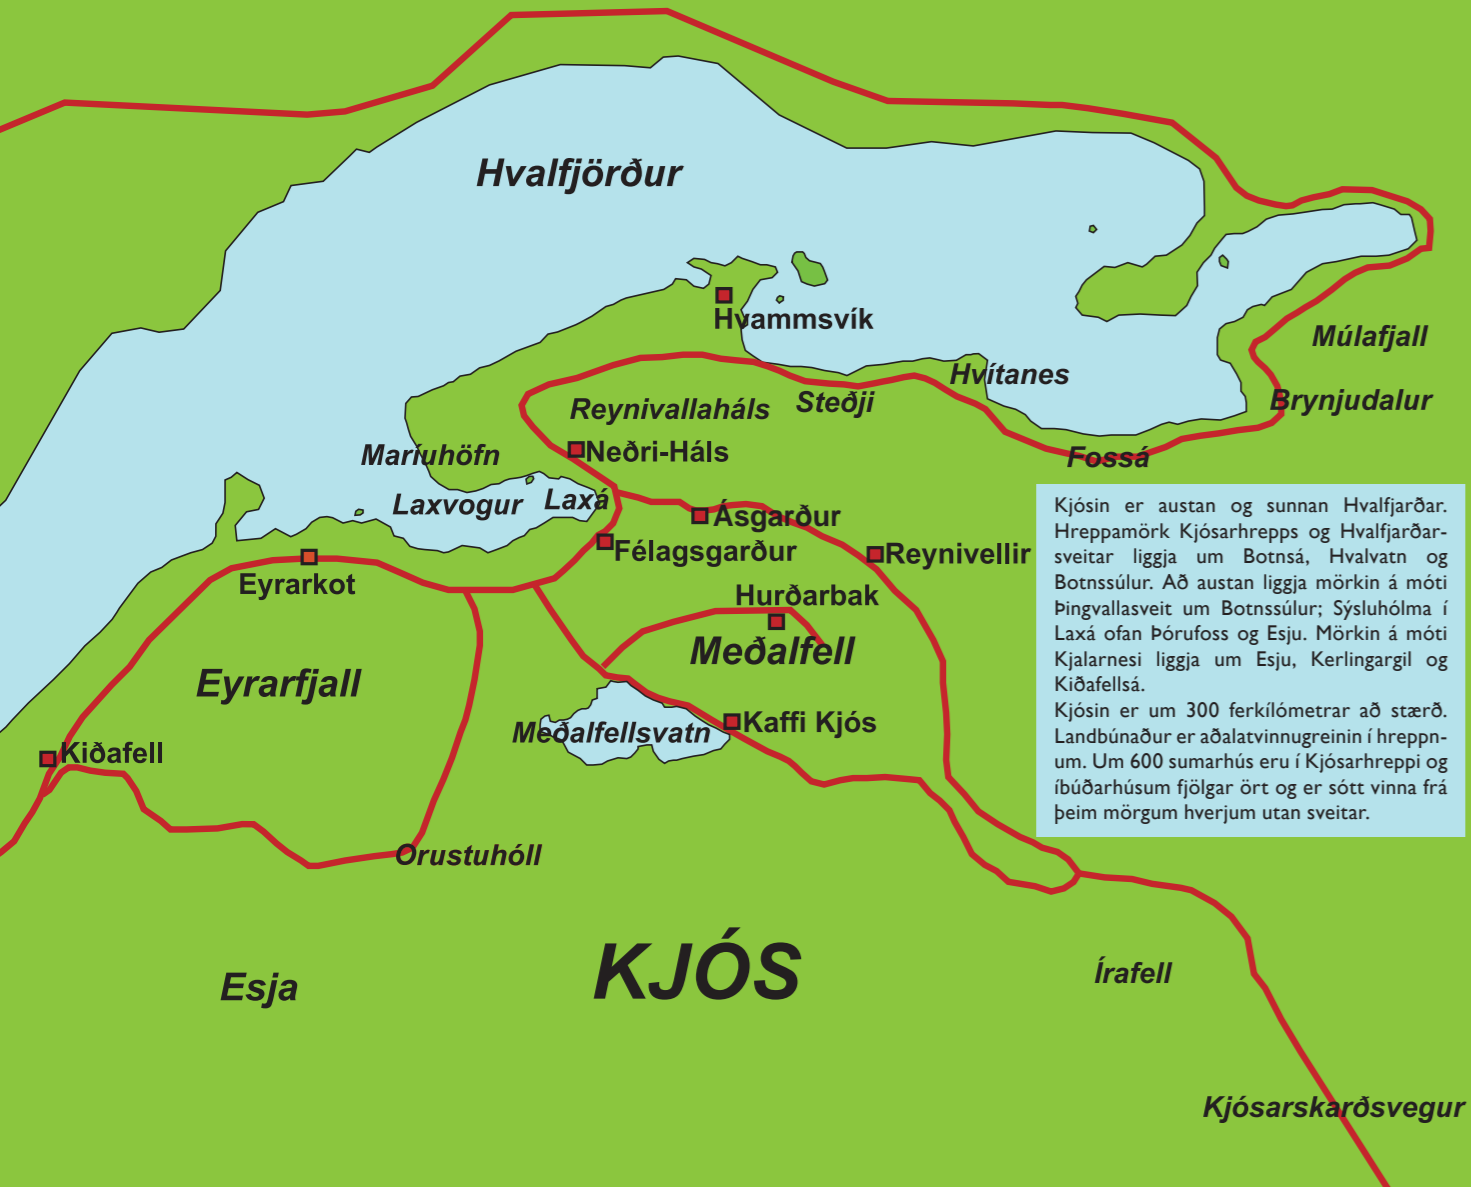 Hvalfjörður
Hvammsvík
Múlafjall
Hvítanes
Brynjudalur
Steðji
Reynivallaháls
Neðri-Háls
Maríuhöfn
Fossá
Laxvogur
Laxá
Ásgarður
Félagsgarður
Reynivellir
Eyrarkot
Hurðarbak
Meðalfell
Eyrarfjall
Kaffi Kjós
Meðalfellsvatn
Kiðafell
Orustuhóll
Kjósin er austan og sunnan Hvalfjarðar.
Hreppamörk Kjósarhrepps og Hvalfjarðar-
sveitar liggja um Botnsá, Hvalvatn og
Botnssúlur. Að austan liggja mörkin á móti
Þingvallasveit um Botnssúlur; Sýsluhólma í
Laxá ofan Þórufoss og Esju. Mörkin á móti
Kjalarnesi liggja um Esju, Kerlingargil og
Kiðafellsá.
Kjósin er um 300 ferkílómetrar að stærð.
Landbúnaður er aðalatvinnugreinin í hreppn-
um. Um 600 sumarhús eru í Kjósarhreppi og
íbúðarhúsum fjölgar ört og er sótt vinna frá
þeim mörgum hverjum utan sveitar.
KJÓS
Esja
Írafell
Kjósarskarðsvegur